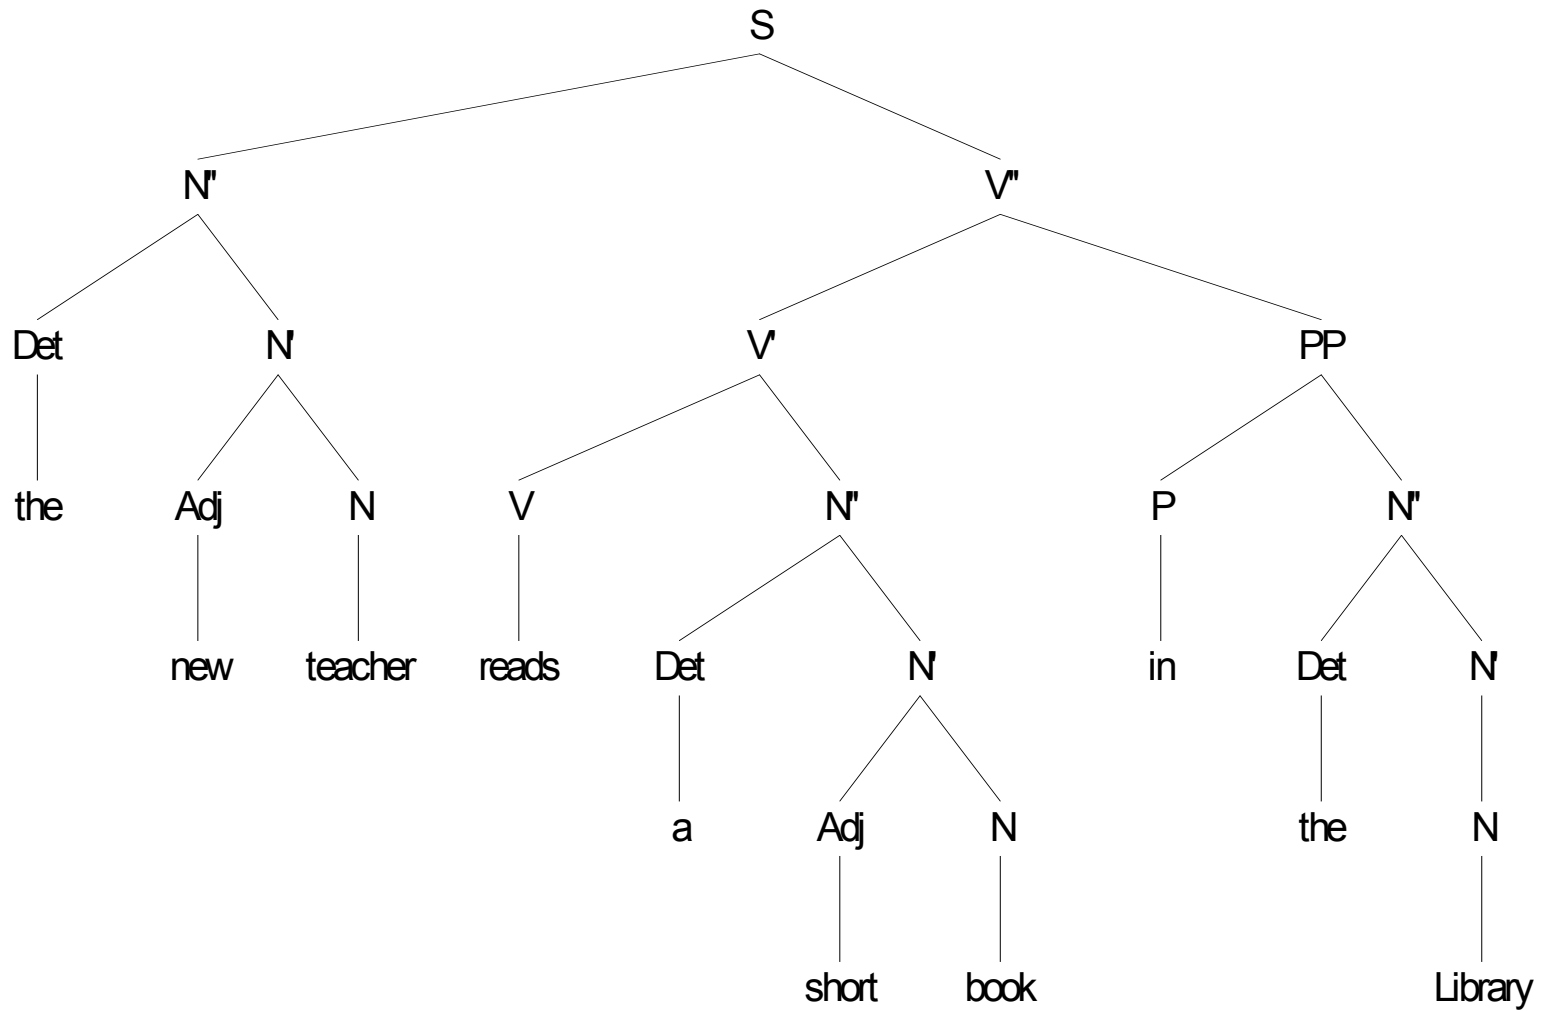 S
N" V"
Det N' V' PP
the Adj N V N" P N"
new teacher reads Det N' in Det N'
a Adj N the N
short book Library